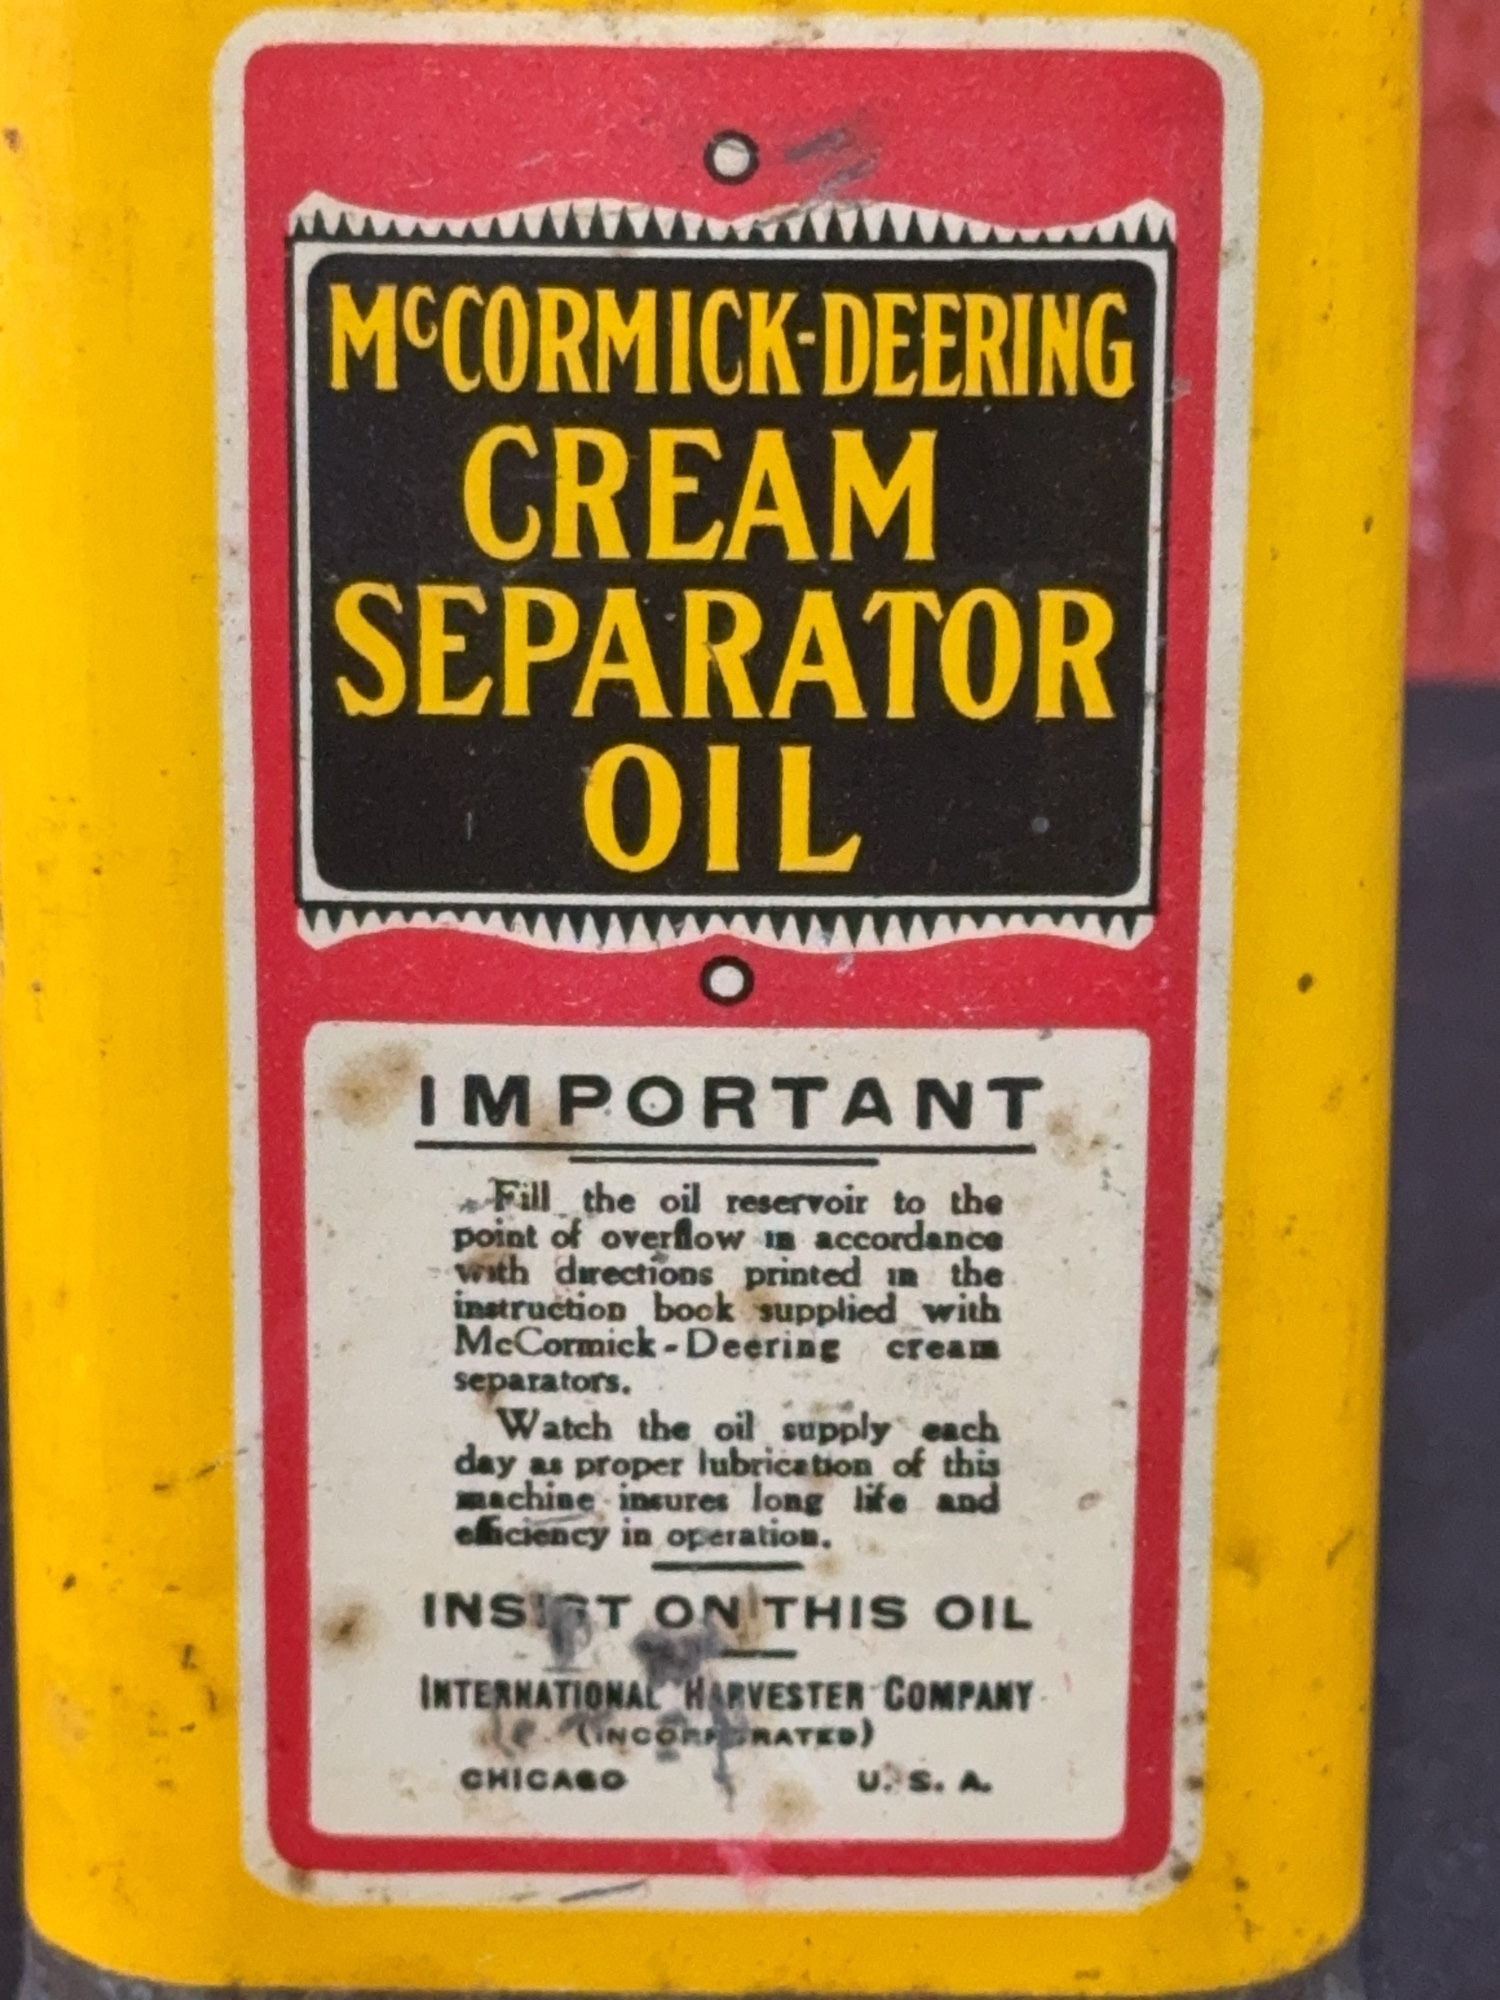 McCORMICK-DEERING
CREAM
SEPARATOR
OIL
IMPORTANT
Fill the oil reservoir to the
point of overflow in accordance
with directions printed in the
instruction book supplied with
McCormick-Deering cream
separators.
Watch the oil supply each
day as proper lubrication of this
machine insures long life and
efficiency in operation.
INSIST ON THIS OIL
INTERNATIONAL HARVESTER COMPANY
(INCORPORATED)
CHICAGO U. S. A.